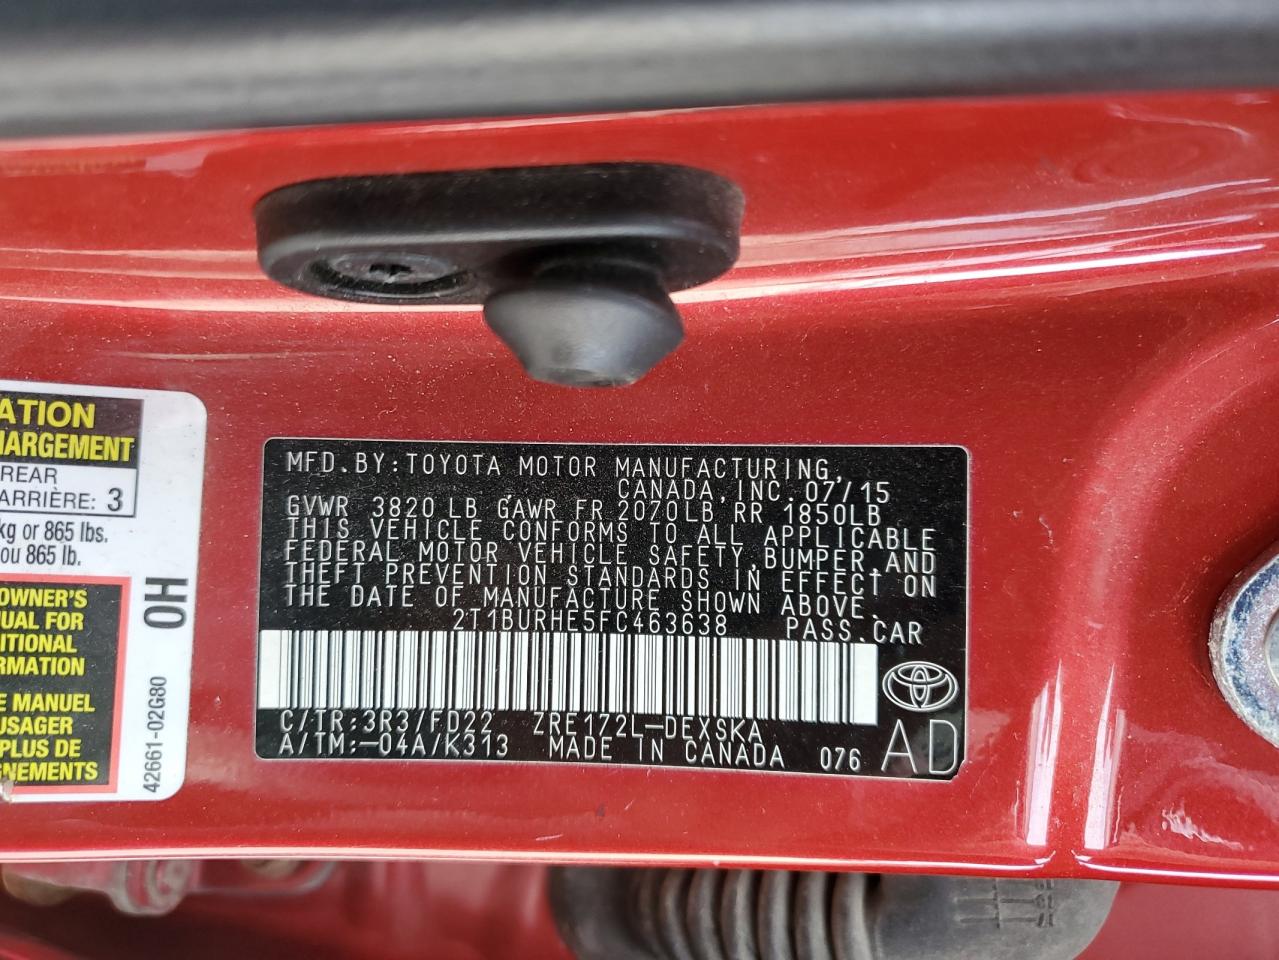 ATION
HARGEMENT
REAR
ARRIÈRE: 3
kg or 865 lbs.
ou 865 lb.
OWNER'S
UAL FOR
ITIONAL
RMATION
E MANUEL
USAGER
PLUS DE
NEMENTS
OH
42661-02G80
MFD.BY:TOYOTA MOTOR MANUFACTURING,
CANADA,INC.07/15
GVWR 3820 LB GAWR FR 2070LB RR 1850LB
THIS VEHICLE CONFORMS TO ALL APPLICABLE
FEDERAL MOTOR VEHICLE SAFETY,BUMPER,AND
THEFT PREVENTION STANDARDS IN EFFECT ON
THE DATE OF MANUFACTURE SHOWN ABOVE.
2T1BURHE5FC463638 PASS.CAR
C/TR:3R3/FD22 ZRE172L-DEXSKA
A/TM:-04A/K313 MADE IN CANADA 076
AD